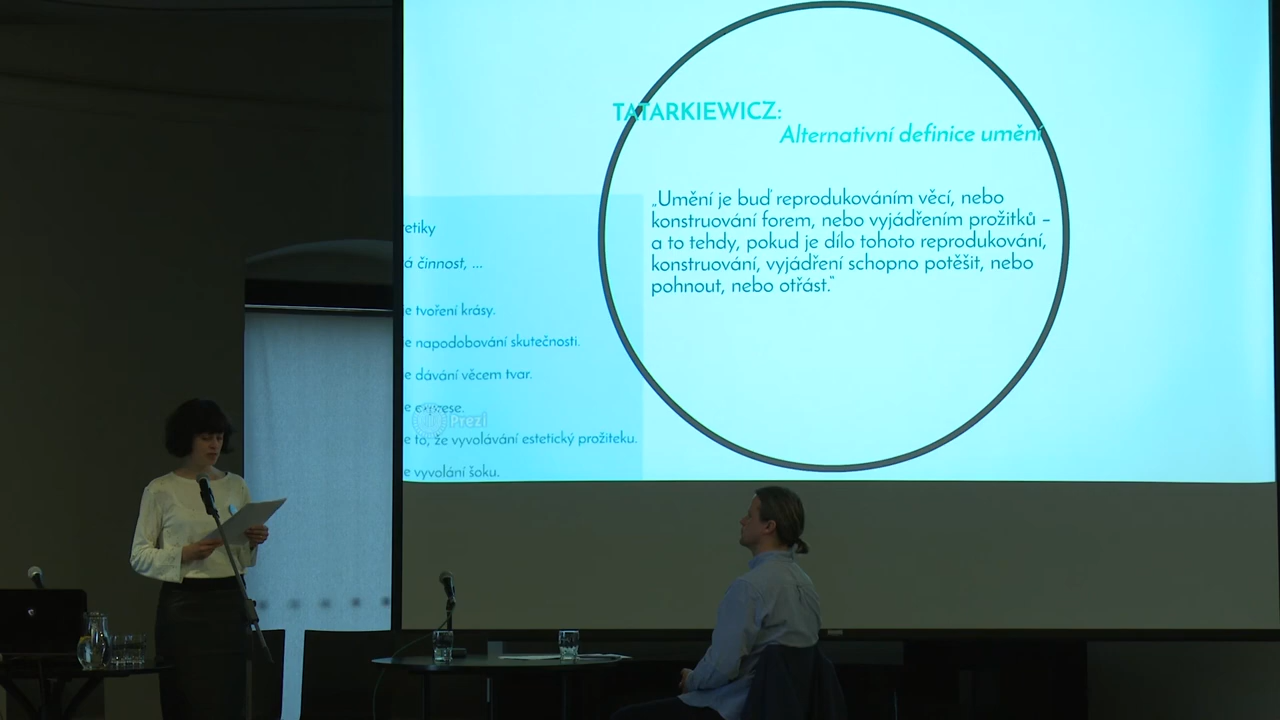 TATARKIEWICZ:
Alternativní definice umění
„Umění je buď reprodukováním věcí, nebo
konstruování forem, nebo vyjádřením prožitků –
a to tehdy, pokud je dílo tohoto reprodukování,
konstruování, vyjádření schopno potěšit, nebo
pohnout, nebo otřást.“
etiky
á činnost, ...
e tvoření krásy.
e napodobování skutečnosti.
e dávání věcem tvar.
e exprese.
Prezi
e to, že vyvolávání estetický prožiteku.
e vyvolání šoku.